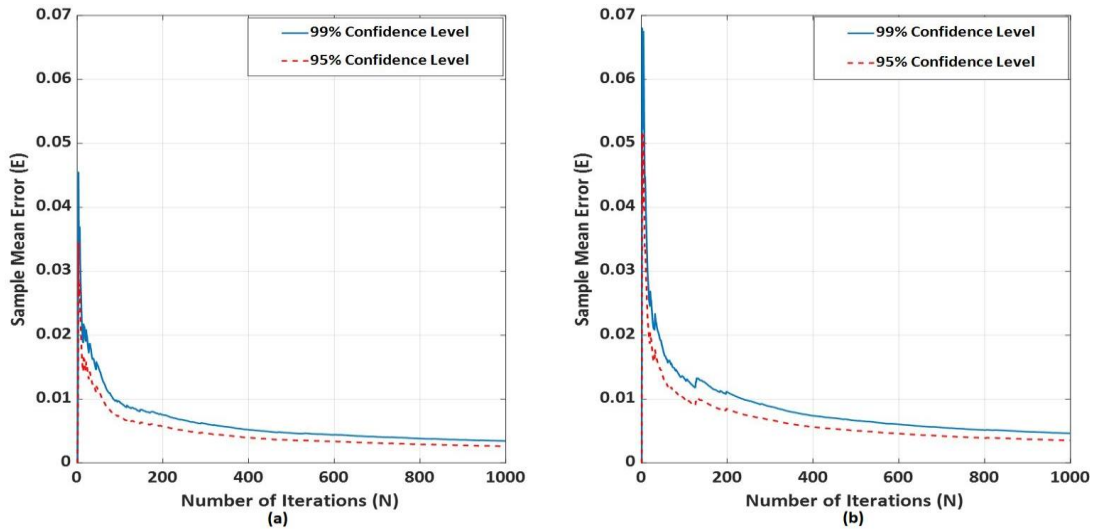 0.07
0.06
0.05
0.04
0.03
0.02
0.01
0
Sample Mean Error (E)
99% Confidence Level
95% Confidence Level
0 200 400 600 800 1000
Number of Iterations (N)
(a)
0.07
0.06
0.05
0.04
0.03
0.02
0.01
0
Sample Mean Error (E)
99% Confidence Level
95% Confidence Level
0 200 400 600 800 1000
Number of Iterations (N)
(b)